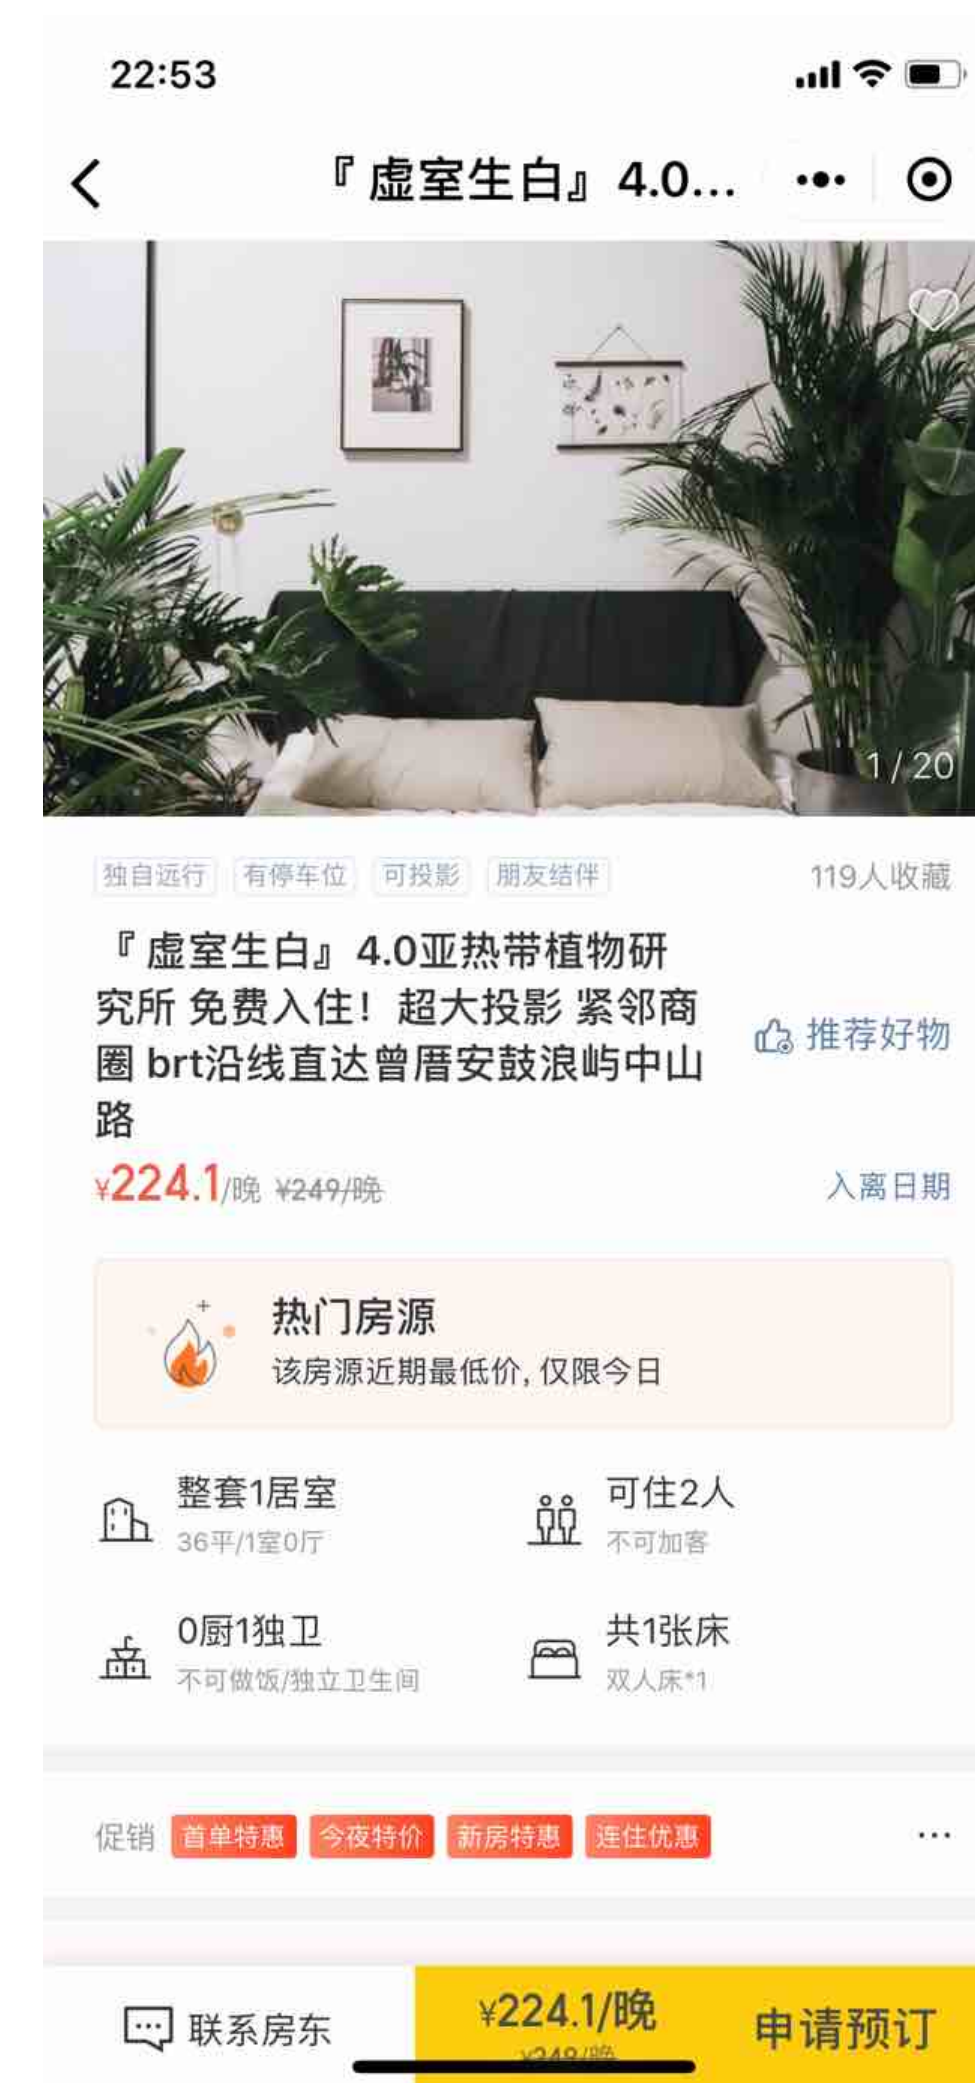 22:53
『虚室生白』4.0...
1/20
独自远行 有停车位 可投影 朋友结伴 119人收藏
『虚室生白』4.0亚热带植物研
究所 免费入住！超大投影 紧邻商
圈 brt沿线直达曾厝安鼓浪屿中山
路
推荐好物
¥224.1/晚 ¥249/晚 入离日期
热门房源
该房源近期最低价, 仅限今日
整套1居室 可住2人
36平/1室0厅 不可加客
0厨1独卫 共1张床
不可做饭/独立卫生间 双人床*1
促销 首单特惠 今夜特价 新房特惠 连住优惠 ...
联系房东 ¥224.1/晚 申请预订
¥249/晚